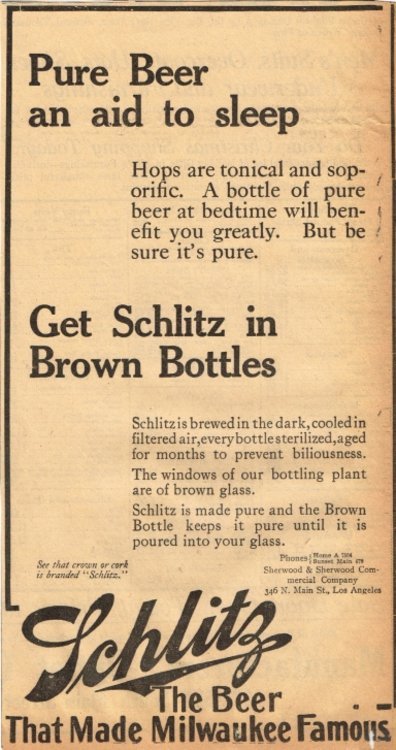 Pure Beer
an aid to sleep
Hops are tonical and sop-
orific. A bottle of pure
beer at bedtime will ben-
efit you greatly. But be
sure it's pure.
Get Schlitz in
Brown Bottles
Schlitz is brewed in the dark, cooled in
filtered air, every bottle sterilized, aged
for months to prevent biliousness.
The windows of our bottling plant
are of brown glass.
Schlitz is made pure and the Brown
Bottle keeps it pure until it is
poured into your glass.
See that crown or cork
is branded "Schlitz."
Phones Home A
Sunset Main
Sherwood & Sherwood Com-
mercial Company
346 N. Main St., Los Angeles
Schlitz
The Beer
That Made Milwaukee Famous